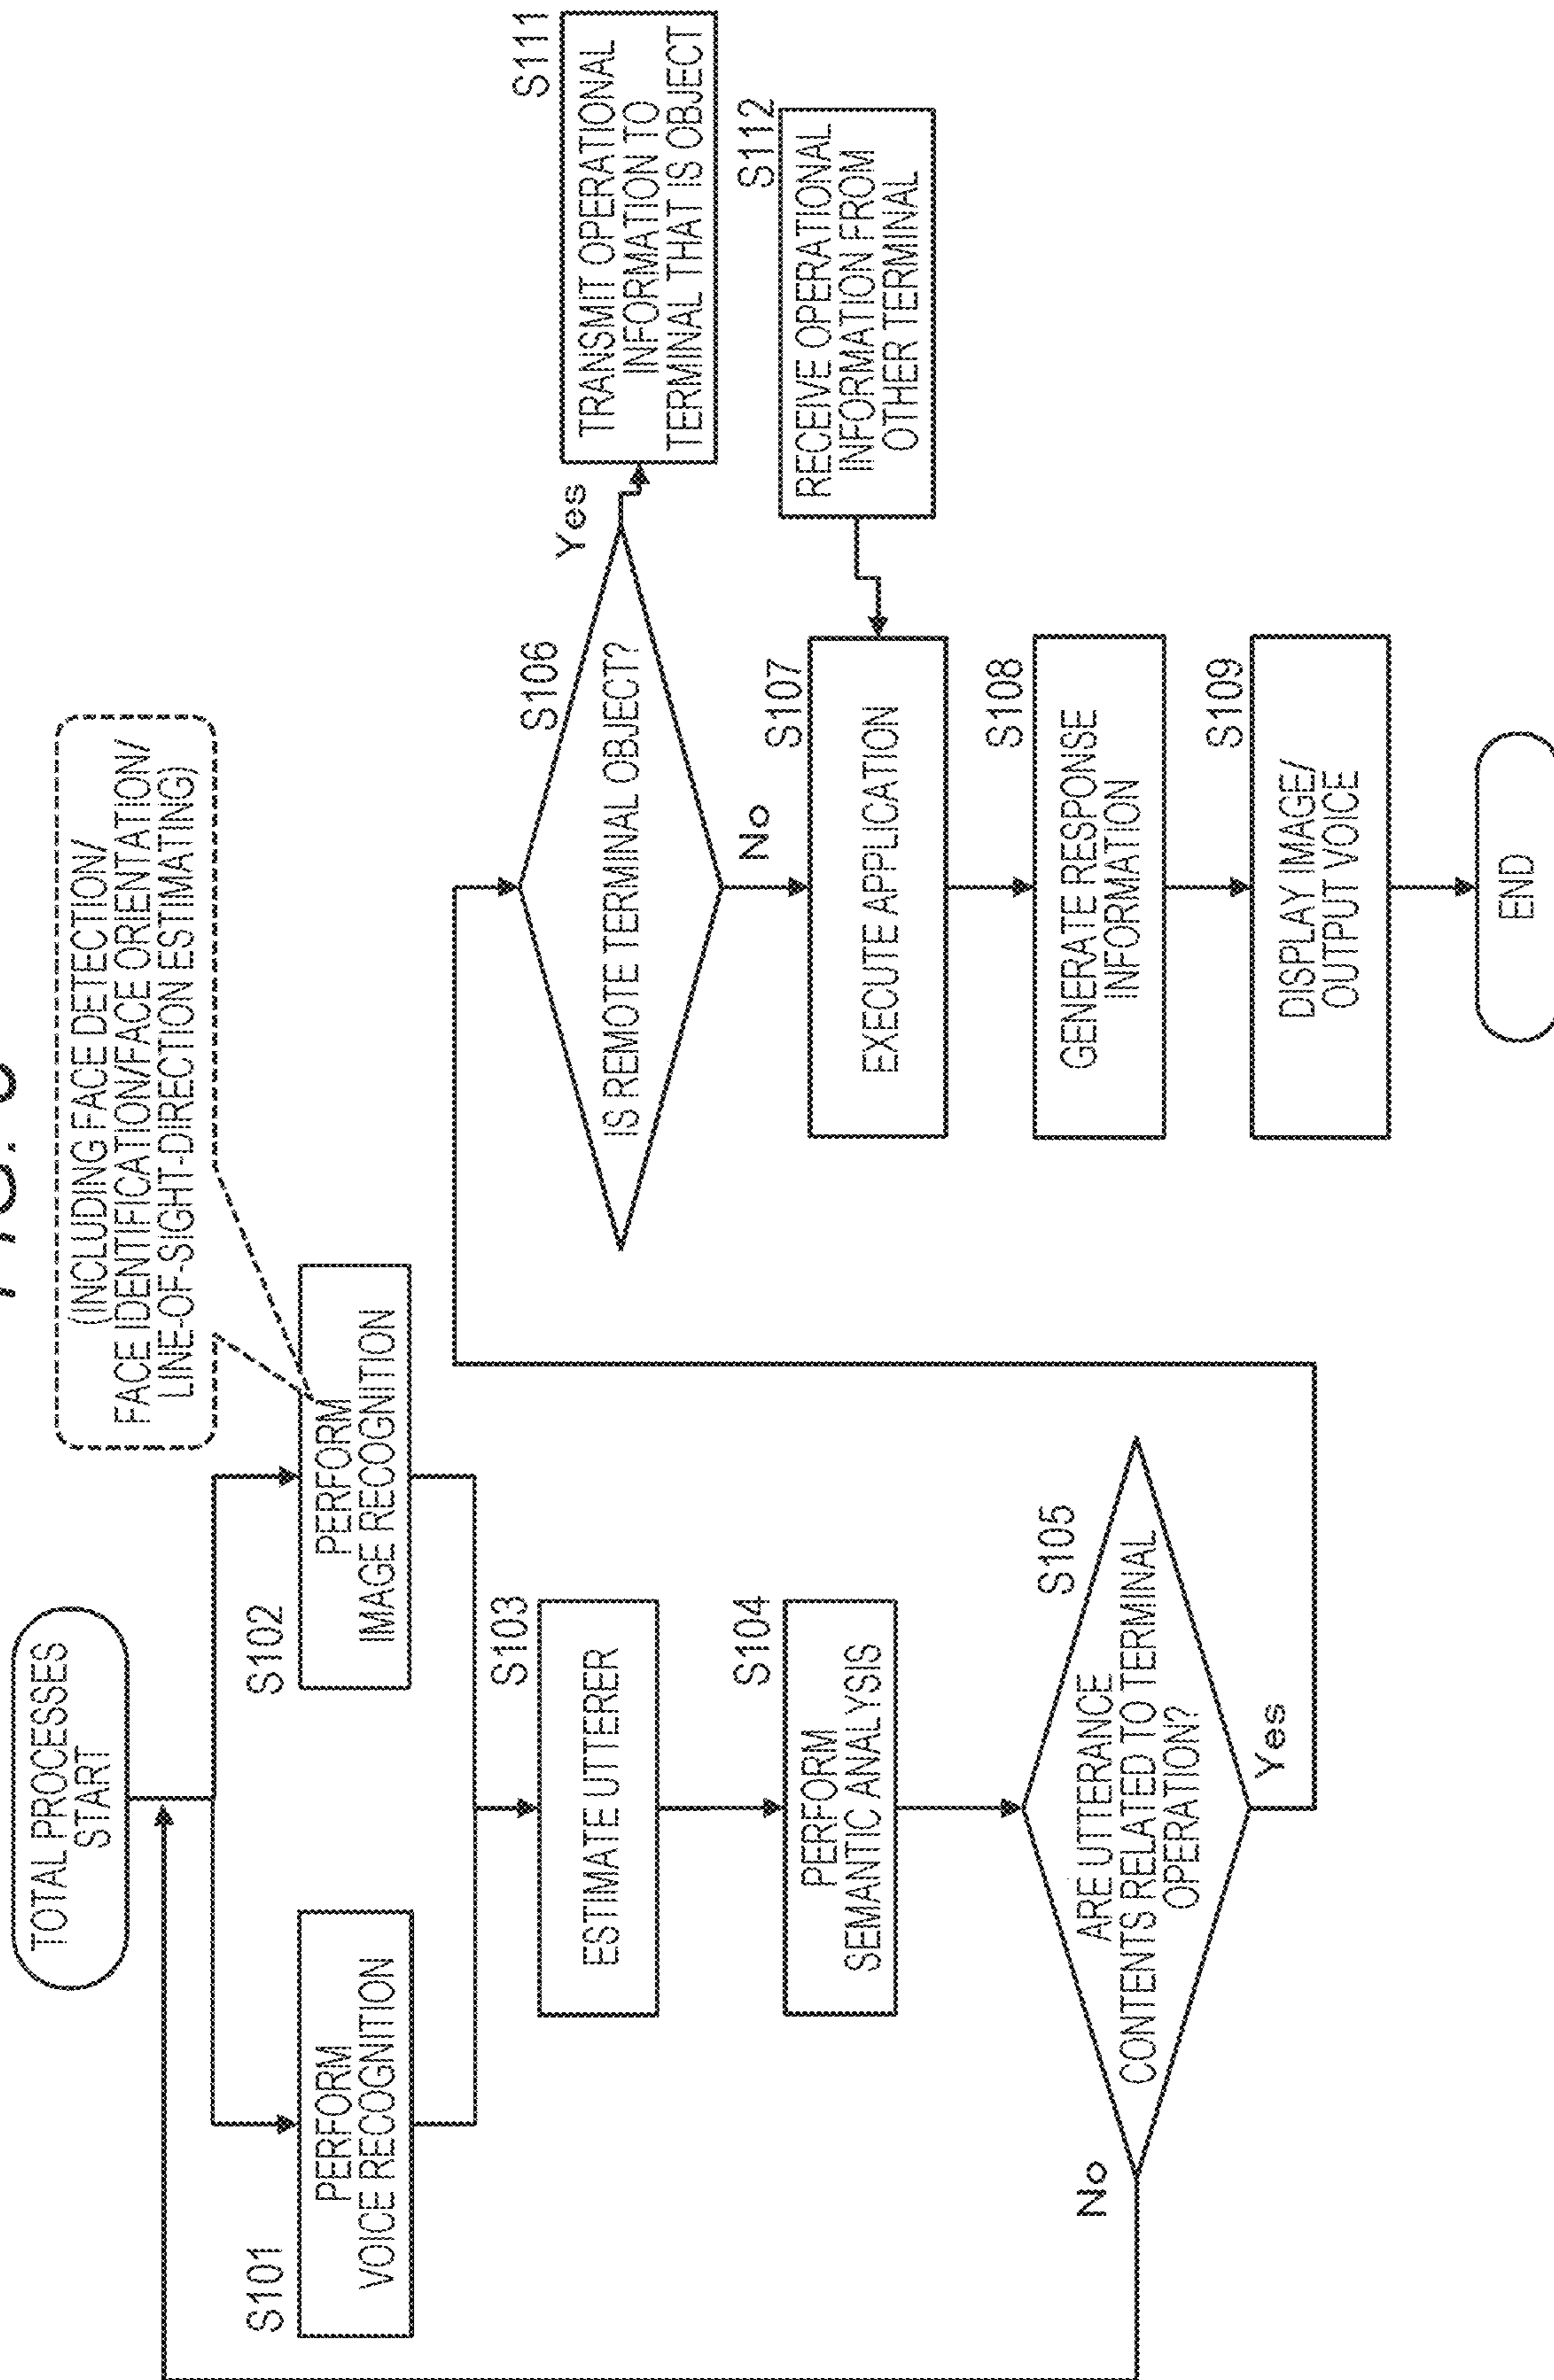 TOTAL PROCESSES
START
S101
PERFORM
VOICE RECOGNITION
S102
PERFORM
IMAGE RECOGNITION
(INCLUDING FACE DETECTION/
FACE IDENTIFICATION/FACE ORIENTATION/
LINE-OF-SIGHT-DIRECTION ESTIMATING)
S103
ESTIMATE UTTERER
S104
PERFORM
SEMANTIC ANALYSIS
S105
ARE UTTERANCE
CONTENTS RELATED TO TERMINAL
OPERATION?
No
Yes
S106
IS REMOTE TERMINAL OBJECT?
Yes
No
S111
TRANSMIT OPERATIONAL
INFORMATION TO
TERMINAL THAT IS OBJECT
S112
RECEIVE OPERATIONAL
INFORMATION FROM
OTHER TERMINAL
S107
EXECUTE APPLICATION
S108
GENERATE RESPONSE
INFORMATION
S109
DISPLAY IMAGE/
OUTPUT VOICE
END